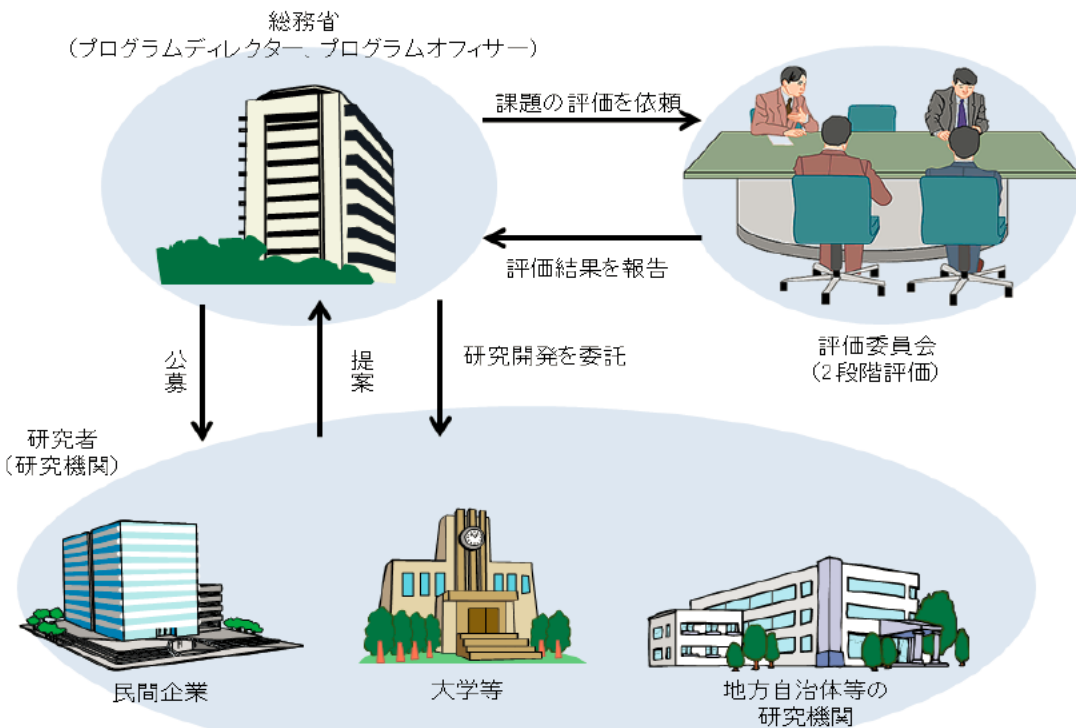 総務省
（プログラムディレクター、プログラムオフィサー）
課題の評価を依頼
評価結果を報告
評価委員会
（2段階評価）
公募
提案
研究開発を委託
研究者
（研究機関）
民間企業
大学等
地方自治体等の
研究機関